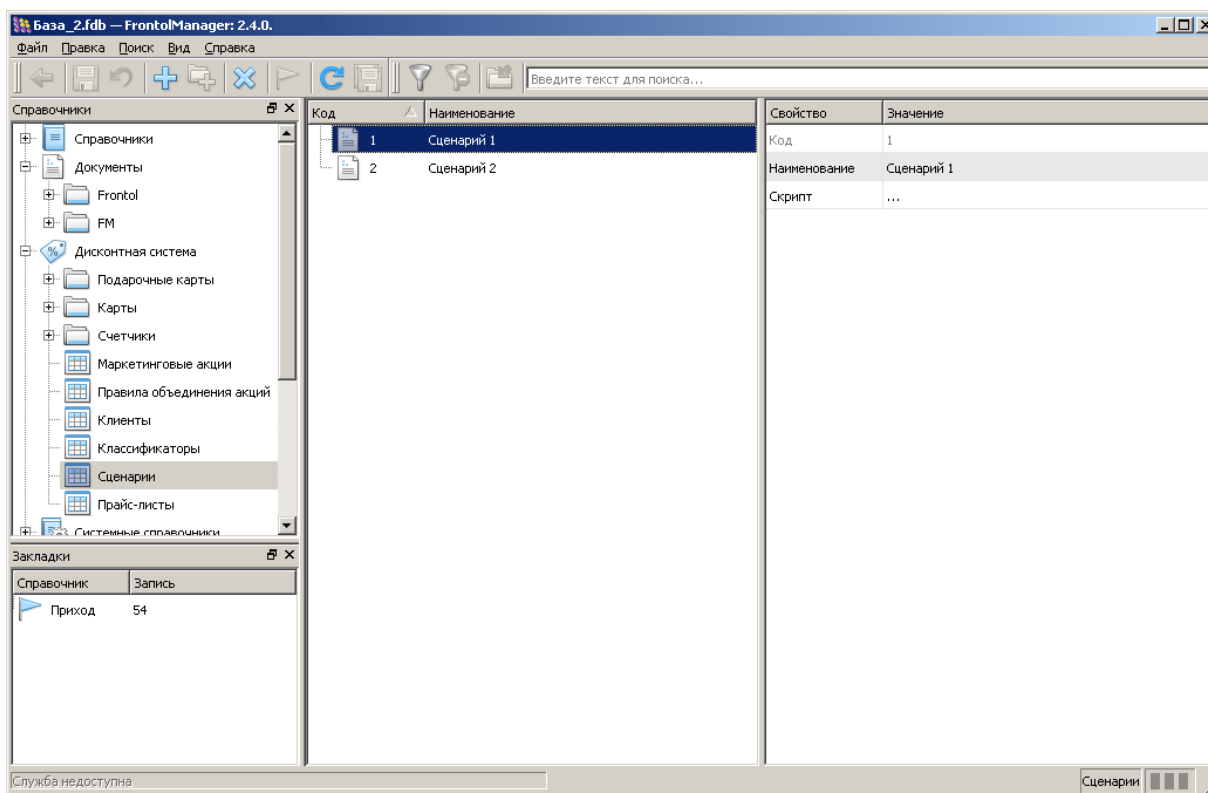 База_2.fdb — FrontolManager: 2.4.0.
Файл Правка Поиск Вид Справка
Введите текст для поиска...
Справочники
Справочники
Документы
Frontol
FM
Дисконтная система
Подарочные карты
Карты
Счетчики
Маркетинговые акции
Правила объединения акций
Клиенты
Классификаторы
Сценарии
Прайс-листы
Системные справочники
Закладки
Справочник Запись
Приход 54
Код Наименование
1 Сценарий 1
2 Сценарий 2
Свойство Значение
Код 1
Наименование Сценарий 1
Скрипт ...
Служба недоступна
Сценарии